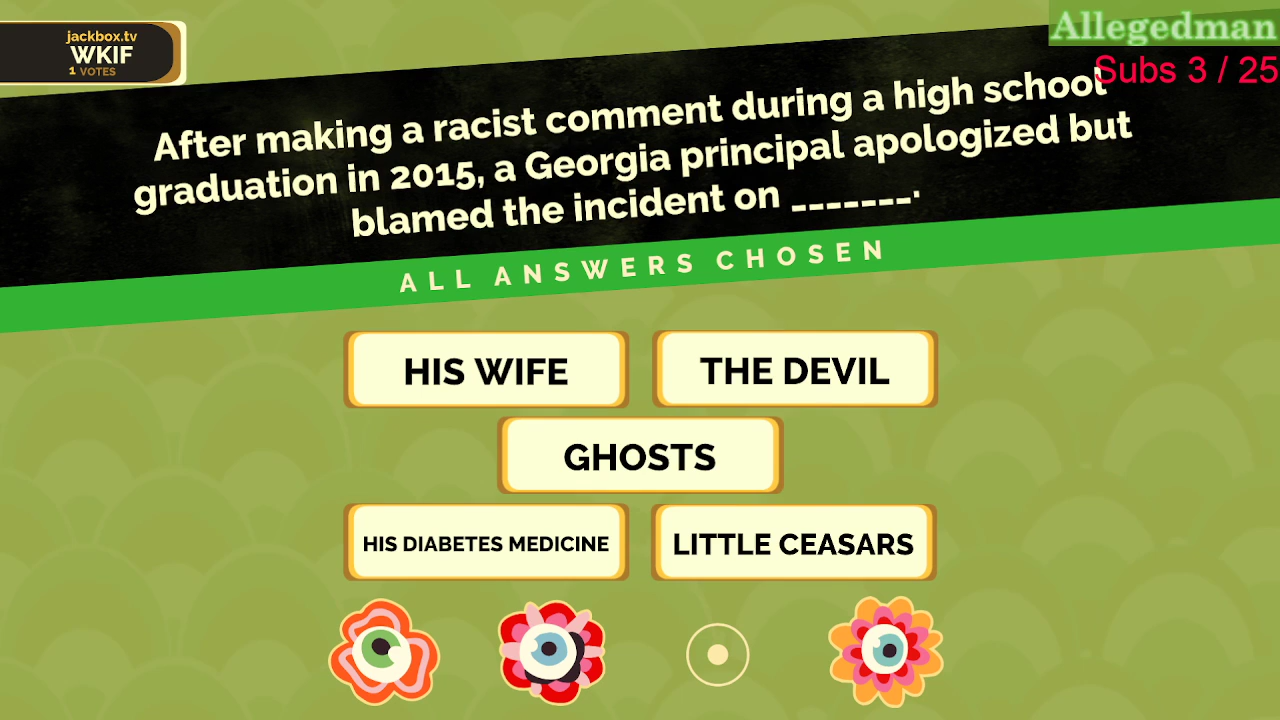 jackbox.tv
WKIF
1 VOTES
Allegedman
Subs 3 / 25
After making a racist comment during a high school
graduation in 2015, a Georgia principal apologized but
blamed the incident on _______.
ALL ANSWERS CHOSEN
HIS WIFE
THE DEVIL
GHOSTS
HIS DIABETES MEDICINE
LITTLE CEASARS